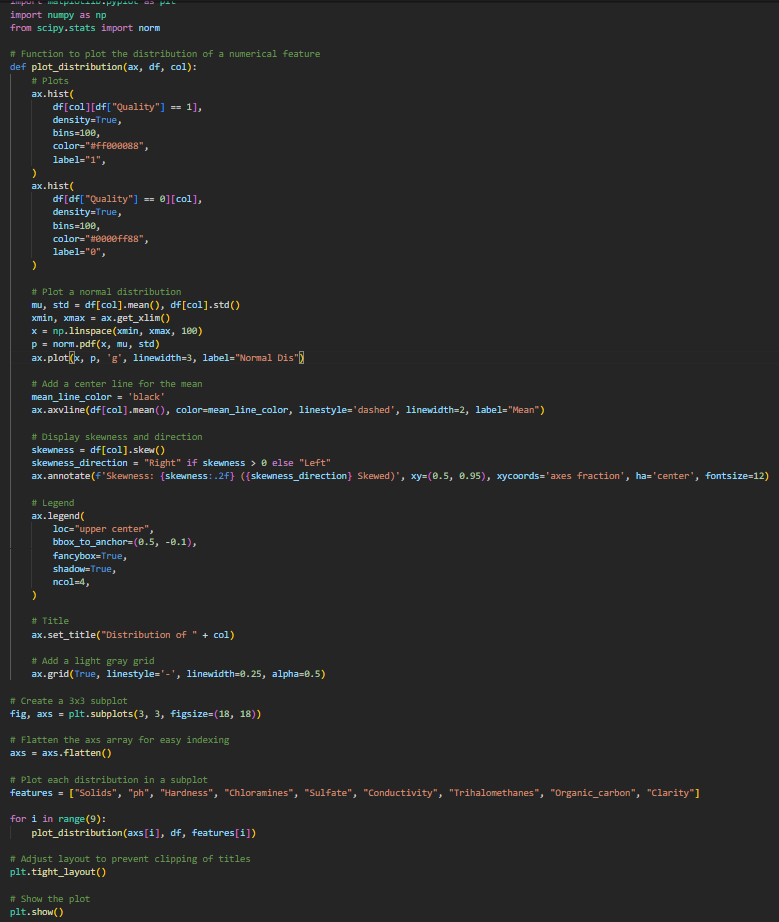 import matplotlib.pyplot as plt
import numpy as np
from scipy.stats import norm
# Function to plot the distribution of a numerical feature
def plot_distribution(ax, df, col):
# Plots
ax.hist(
df[col][df["Quality"] == 1],
density=True,
bins=100,
color="#ff000088",
label="1",
)
ax.hist(
df[df["Quality"] == 0][col],
density=True,
bins=100,
color="#0000ff88",
label="0",
)
# Plot a normal distribution
mu, std = df[col].mean(), df[col].std()
xmin, xmax = ax.get_xlim()
x = np.linspace(xmin, xmax, 100)
p = norm.pdf(x, mu, std)
ax.plot(x, p, 'g', linewidth=3, label="Normal Dis")
# Add a center line for the mean
mean_line_color = 'black'
ax.axvline(df[col].mean(), color=mean_line_color, linestyle='dashed', linewidth=2, label="Mean")
# Display skewness and direction
skewness = df[col].skew()
skewness_direction = "Right" if skewness > 0 else "Left"
ax.annotate(f'Skewness: {skewness:.2f} ({skewness_direction} Skewed)', xy=(0.5, 0.95), xycoords='axes fraction', ha='center', fontsize=12)
# Legend
ax.legend(
loc="upper center",
bbox_to_anchor=(0.5, -0.1),
fancybox=True,
shadow=True,
ncol=4,
)
# Title
ax.set_title("Distribution of " + col)
# Add a light gray grid
ax.grid(True, linestyle='-', linewidth=0.25, alpha=0.5)
# Create a 3x3 subplot
fig, axs = plt.subplots(3, 3, figsize=(18, 18))
# Flatten the axs array for easy indexing
axs = axs.flatten()
# Plot each distribution in a subplot
features = ["Solids", "ph", "Hardness", "Chloramines", "Sulfate", "Conductivity", "Trihalomethanes", "Organic_carbon", "Clarity"]
for i in range(9):
plot_distribution(axs[i], df, features[i])
# Adjust layout to prevent clipping of titles
plt.tight_layout()
# Show the plot
plt.show()